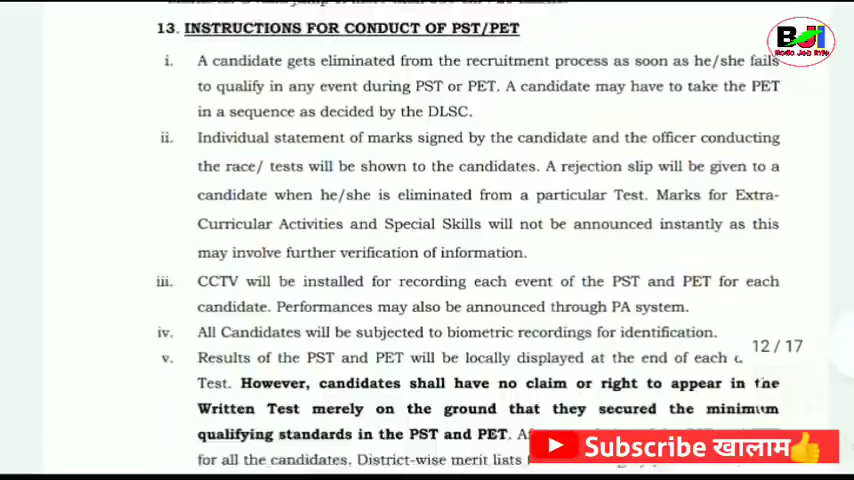 13. INSTRUCTIONS FOR CONDUCT OF PST/PET
i. A candidate gets eliminated from the recruitment process as soon as he/she fails
to qualify in any event during PST or PET. A candidate may have to take the PET
in a sequence as decided by the DLSC.
ii. Individual statement of marks signed by the candidate and the officer conducting
the race/ tests will be shown to the candidates. A rejection slip will be given to a
candidate when he/she is eliminated from a particular Test. Marks for Extra-
Curricular Activities and Special Skills will not be announced instantly as this
may involve further verification of information.
iii. CCTV will be installed for recording each event of the PST and PET for each
candidate. Performances may also be announced through PA system.
iv. All Candidates will be subjected to biometric recordings for identification.
v. Results of the PST and PET will be locally displayed at the end of each
Test. However, candidates shall have no claim or right to appear in the
Written Test merely on the ground that they secured the minimum
qualifying standards in the PST and PET.
for all the candidates. District-wise merit lists
12 / 17
BJI
Bodo Job Info
Subscribe खालाम